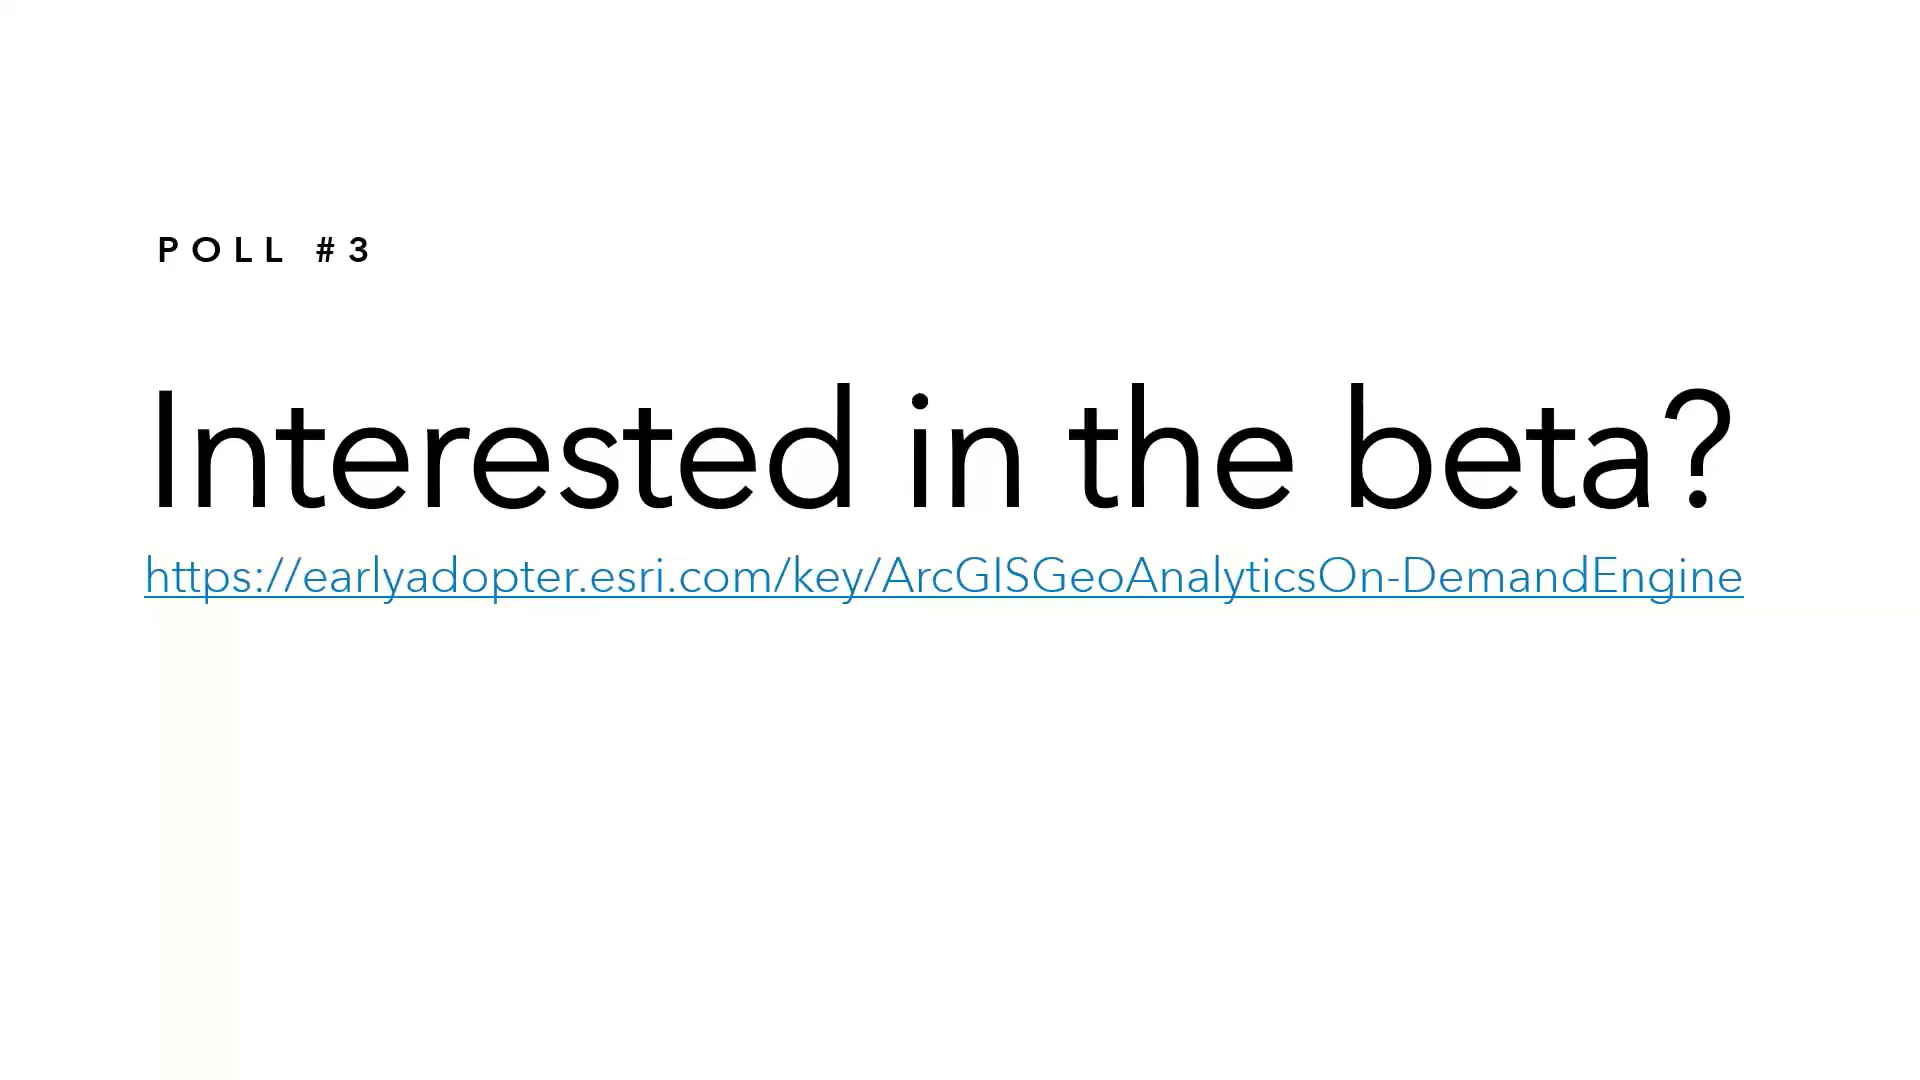 POLL #3
Interested in the beta?
https://earlyadopter.esri.com/key/ArcGISGeoAnalyticsOn-DemandEngine